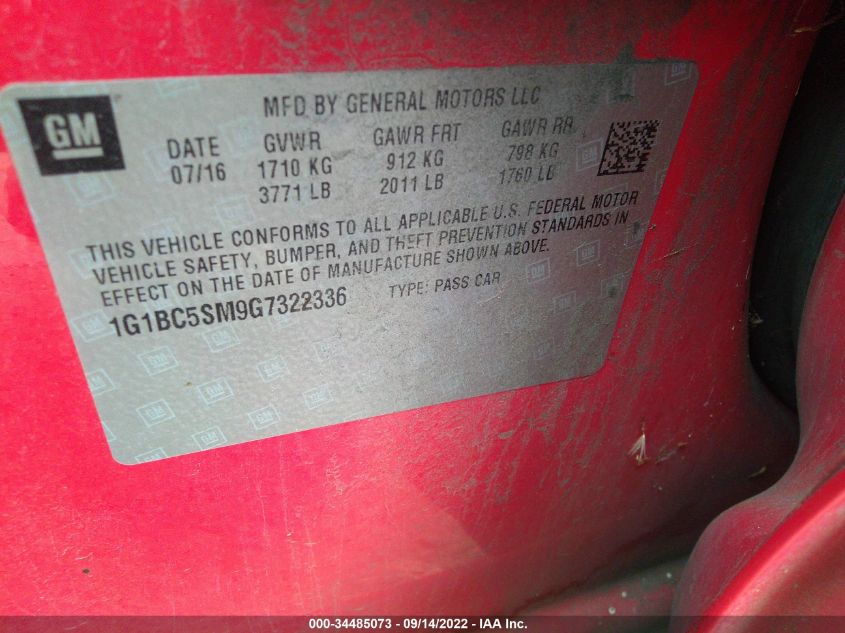 GM
MFD BY GENERAL MOTORS LLC
DATE GVWR GAWR FRT GAWR RR
07/16 1710 KG 912 KG 798 KG
3771 LB 2011 LB 1760 LB
THIS VEHICLE CONFORMS TO ALL APPLICABLE U.S. FEDERAL MOTOR
VEHICLE SAFETY, BUMPER, AND THEFT PREVENTION STANDARDS IN
EFFECT ON THE DATE OF MANUFACTURE SHOWN ABOVE.
1G1BC5SM9G7322336 TYPE: PASS CAR
000-34485073 - 09/14/2022 - IAA Inc.